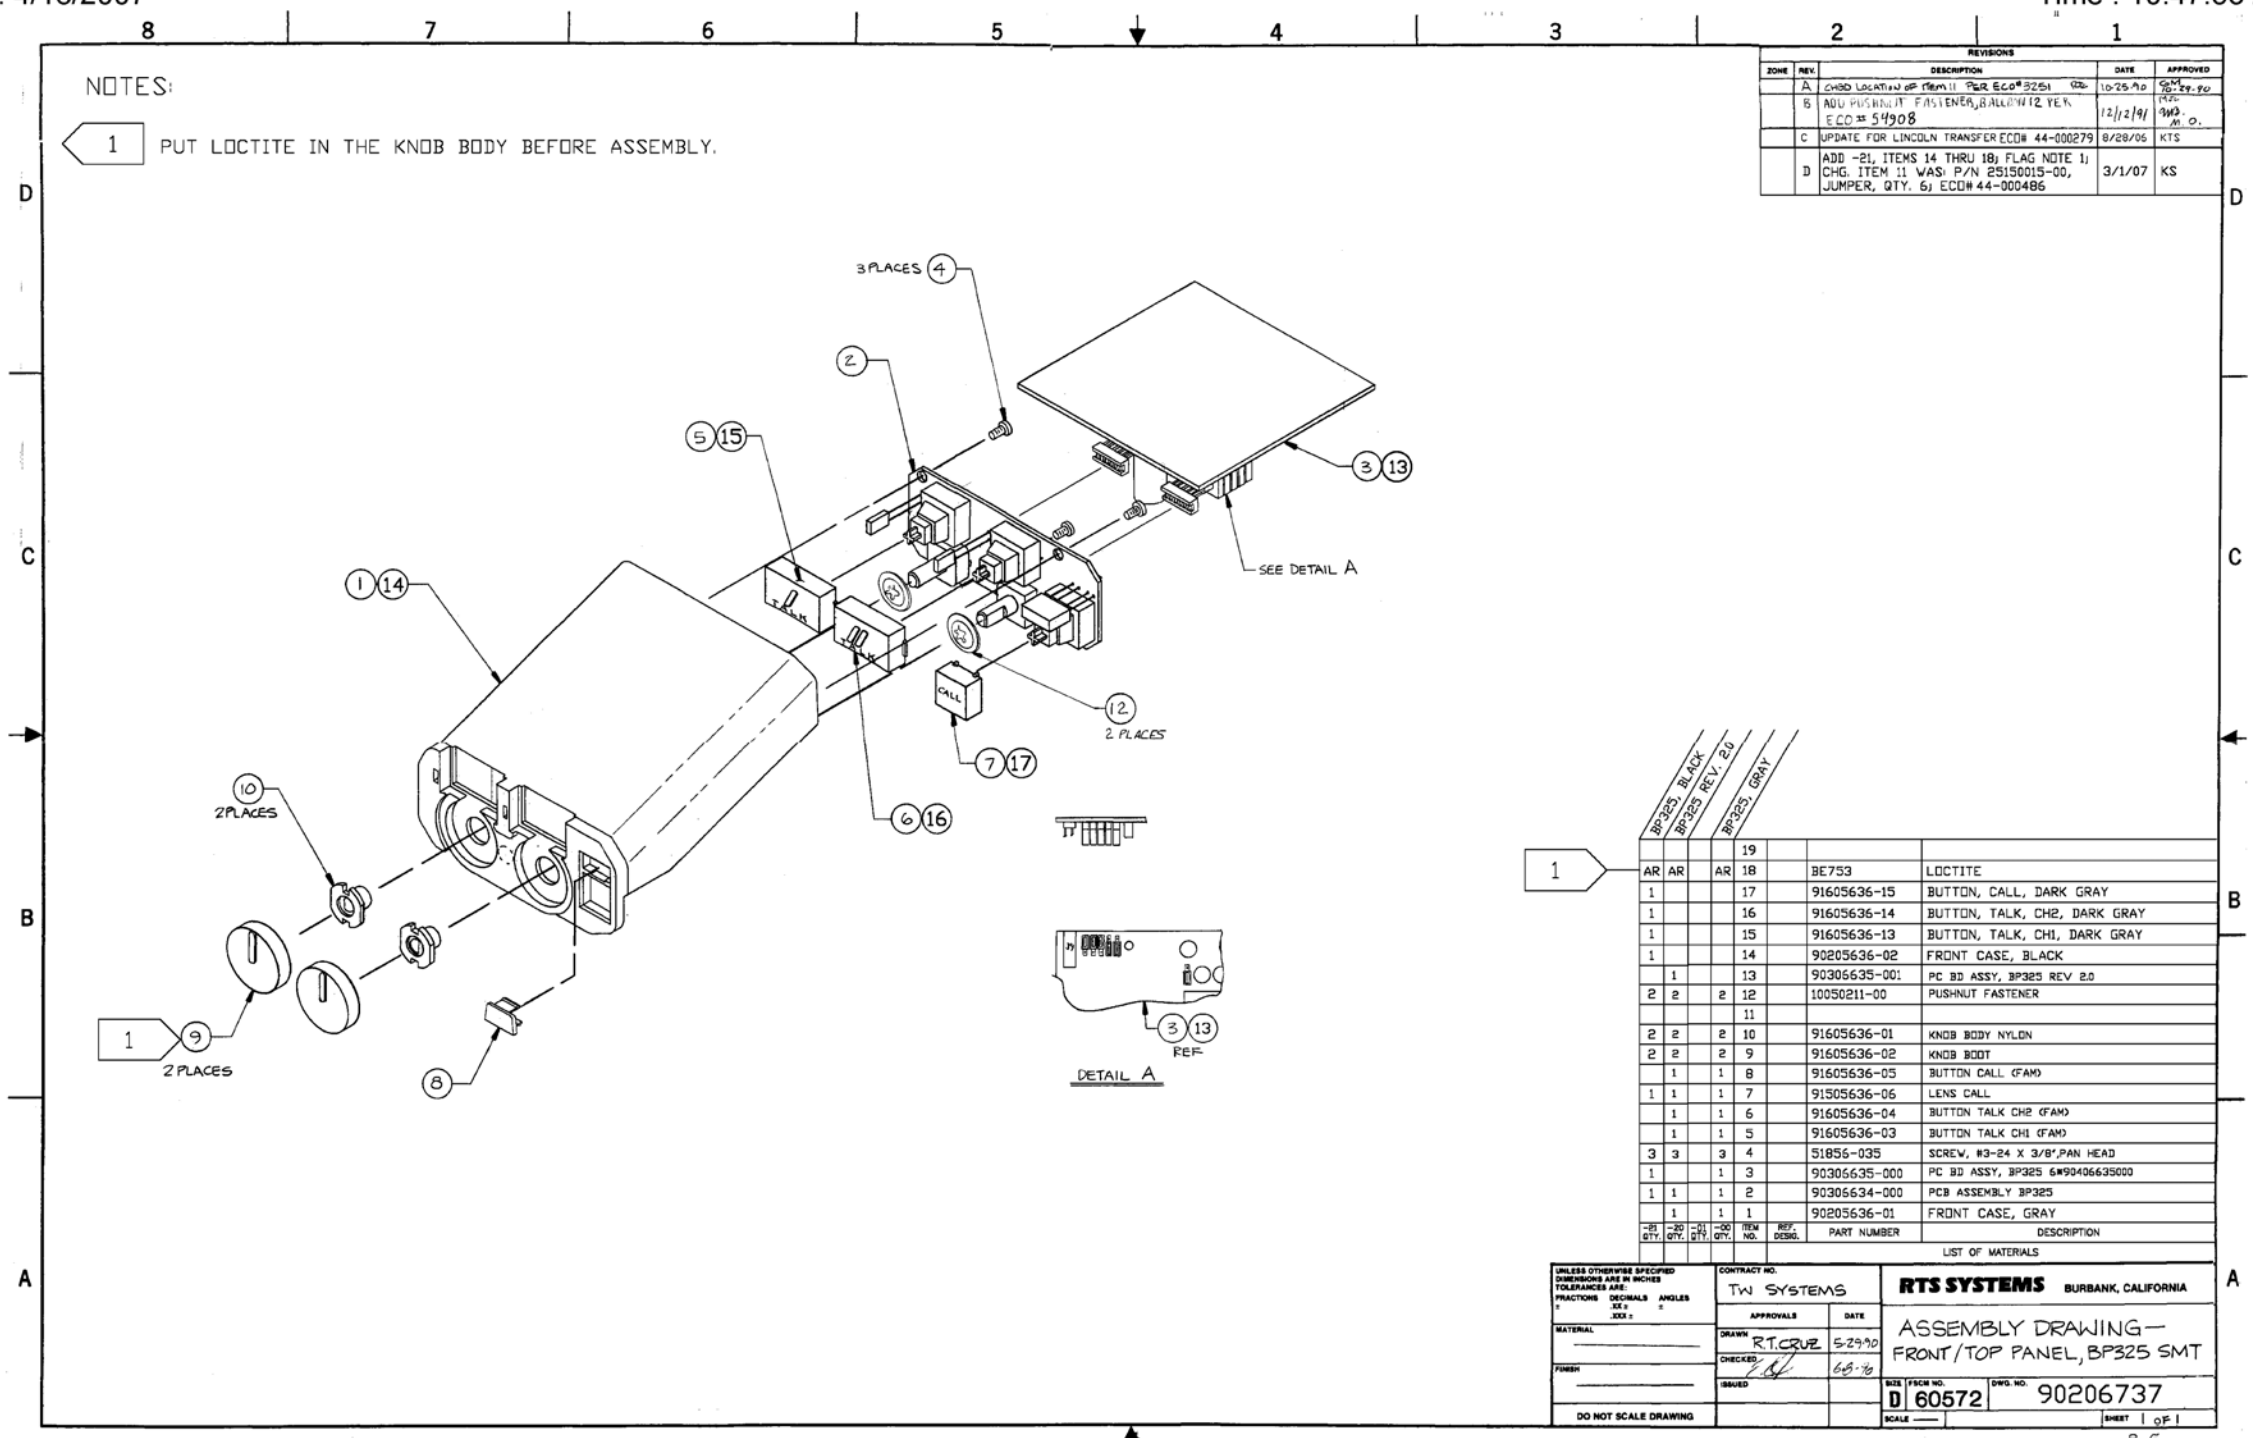 8 7 6 5 4 3 2 1
NOTES:
1 PUT LOCTITE IN THE KNOB BODY BEFORE ASSEMBLY.
REVISIONS
ZONE REV. DESCRIPTION DATE APPROVED
A CHGD LOCATION OF ITEM 11 PER ECO#3251 10-25-90 10-29-90
B ADD PUSHNUT FASTENER, BALLOON 12 PER
ECO # 54908 12/12/91 M.O.
C UPDATE FOR LINCOLN TRANSFER ECO# 44-000279 8/28/06 KTS
ADD -21, ITEMS 14 THRU 18; FLAG NOTE 1;
D CHG. ITEM 11 WAS: P/N 25150015-00, 3/1/07 KS
JUMPER, QTY. 6; ECO# 44-000486
D D
3 PLACES 4
2
5 15
3 13
C C
SEE DETAIL A
1 14
TALK
TALK
CALL
12
2 PLACES
7 17
10
2 PLACES
6 16
B B
1 9
2 PLACES
8
J9
3 13
REF
DETAIL A
BP325, BLACK
BP325 REV. 2.0
BP325, GRAY
1
19
AR AR AR 18 BE753 LOCTITE
1 17 91605636-15 BUTTON, CALL, DARK GRAY
1 16 91605636-14 BUTTON, TALK, CH2, DARK GRAY
1 15 91605636-13 BUTTON, TALK, CH1, DARK GRAY
1 14 90205636-02 FRONT CASE, BLACK
1 13 90306635-001 PC BD ASSY, BP325 REV 2.0
2 2 2 12 10050211-00 PUSHNUT FASTENER
11
2 2 2 10 91605636-01 KNOB BODY NYLON
2 2 2 9 91605636-02 KNOB BOOT
1 1 8 91605636-05 BUTTON CALL (FAM)
1 1 1 7 91505636-06 LENS CALL
1 1 6 91605636-04 BUTTON TALK CH2 (FAM)
1 1 5 91605636-03 BUTTON TALK CH1 (FAM)
3 3 3 4 51856-035 SCREW, #3-24 X 3/8",PAN HEAD
1 1 3 90306635-000 PC BD ASSY, BP325 6#90406635000
1 1 1 2 90306634-000 PCB ASSEMBLY BP325
1 1 1 90205636-01 FRONT CASE, GRAY
-21 QTY. -20 QTY. -01 QTY. -00 QTY. ITEM NO. REF. DESIG. PART NUMBER DESCRIPTION
LIST OF MATERIALS
A A
UNLESS OTHERWISE SPECIFIED
DIMENSIONS ARE IN INCHES
TOLERANCES ARE:
FRACTIONS DECIMALS ANGLES
± .XX ± ±
.XXX ±
MATERIAL
FINISH
DO NOT SCALE DRAWING
CONTRACT NO.
TW SYSTEMS
APPROVALS DATE
DRAWN R.T.CRUZ 5-29-90
CHECKED
ISSUED
RTS SYSTEMS BURBANK, CALIFORNIA
ASSEMBLY DRAWING—
FRONT/TOP PANEL, BP325 SMT
SIZE D FSCM NO. 60572 DWG. NO. 90206737
SCALE — SHEET 1 OF 1